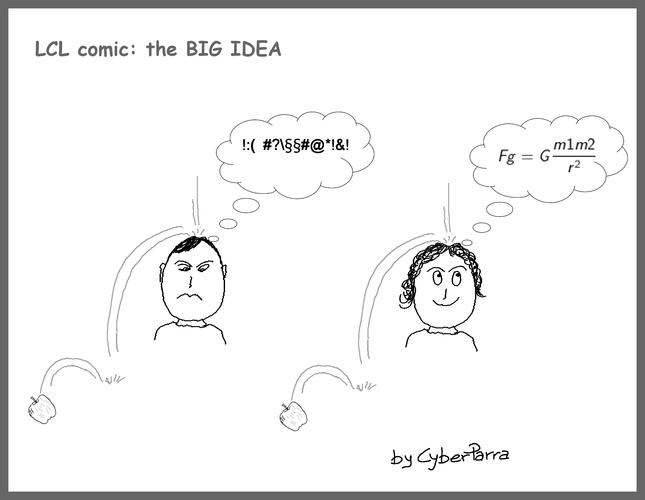 LCL comic: the BIG IDEA
!:( #?\§§#@*!&!
Fg = G m1m2
r²
by CyberParra